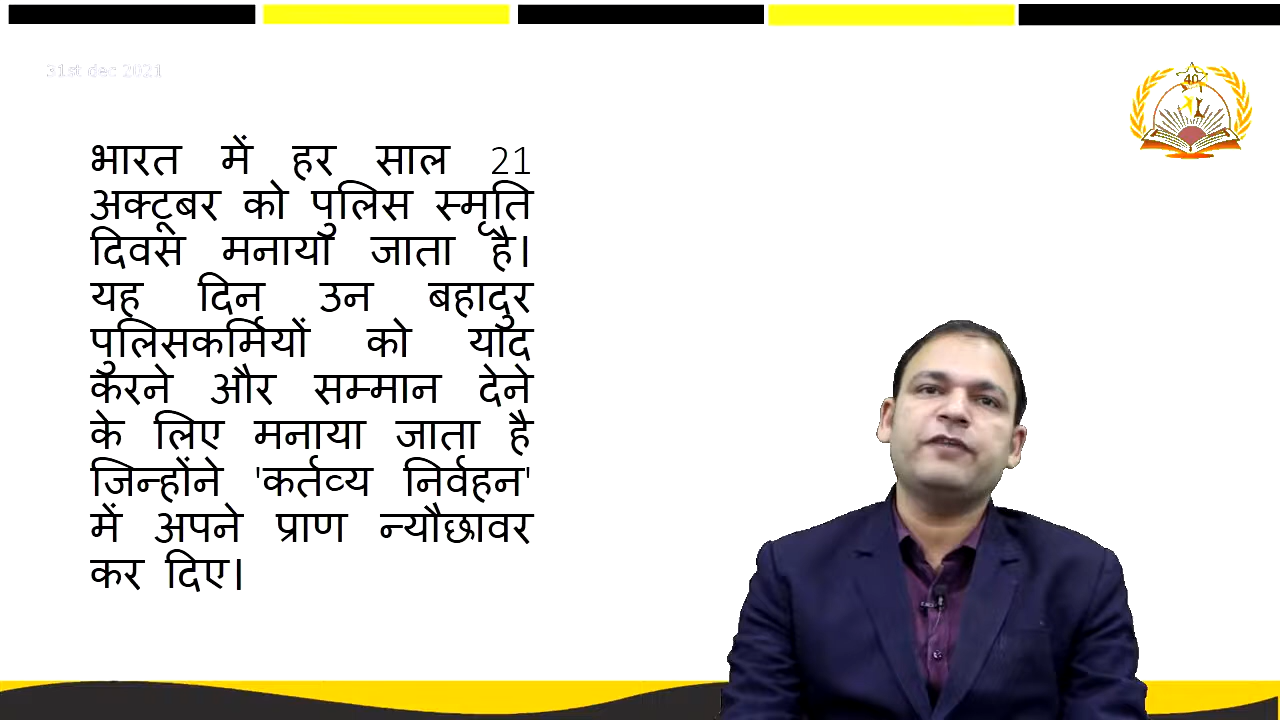 31st dec 2021
40
भारत में हर साल 21
अक्टूबर को पुलिस स्मृति
दिवस मनाया जाता है।
यह दिन उन बहादुर
पुलिसकर्मियों को याद
करने और सम्मान देने
के लिए मनाया जाता है
जिन्होंने 'कर्तव्य निर्वहन'
में अपने प्राण न्यौछावर
कर दिए।